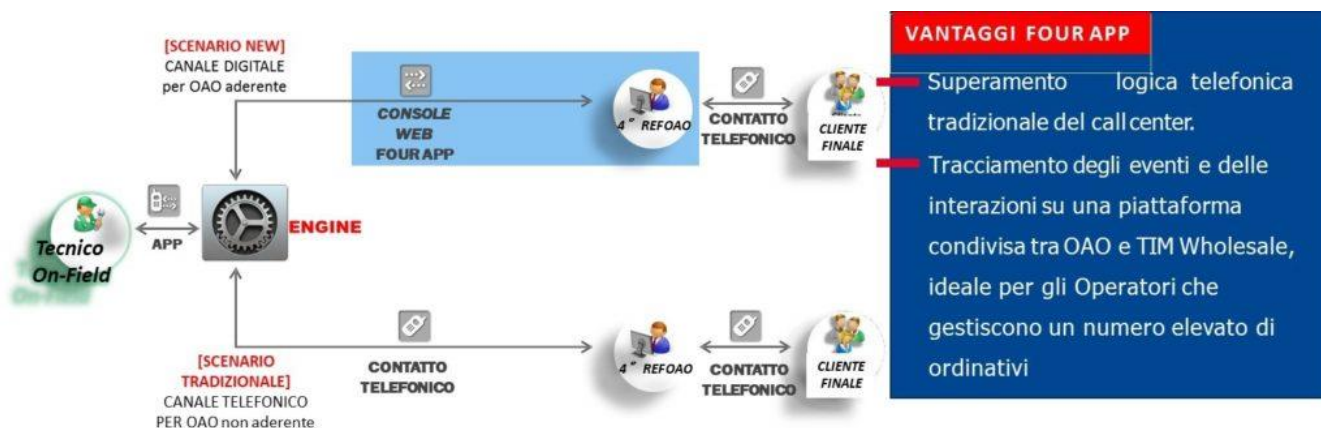 [SCENARIO NEW]
CANALE DIGITALE
per OAO aderente
CONSOLE
WEB
FOUR APP
4° REFOAO
CONTATTO
TELEFONICO
CLIENTE
FINALE
Tecnico
On-Field
APP
ENGINE
[SCENARIO
TRADIZIONALE]
CANALE TELEFONICO
PER OAO non aderente
CONTATTO
TELEFONICO
4° REFOAO
CONTATTO
TELEFONICO
CLIENTE
FINALE
VANTAGGI FOUR APP
Superamento logica telefonica
tradizionale del call center.
Tracciamento degli eventi e delle
interazioni su una piattaforma
condivisa tra OAO e TIM Wholesale,
ideale per gli Operatori che
gestiscono un numero elevato di
ordinativi